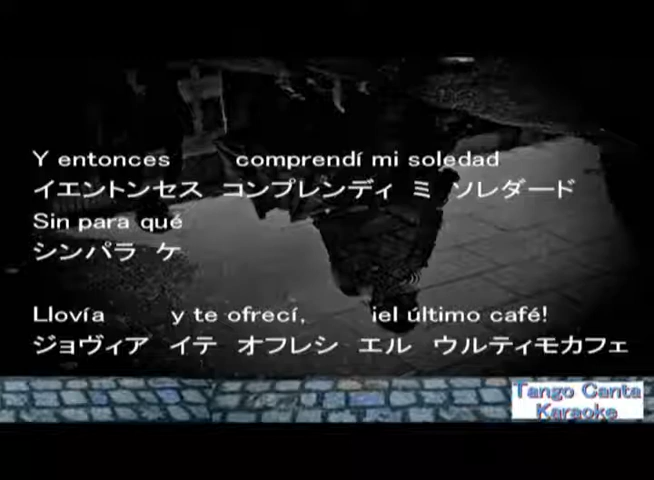 Y entonces comprendí mi soledad
イエントンセス コンプレンディ ミ ソレダード
Sin para qué
シンパラ ケ
Llovía y te ofrecí, ¡el último café!
ジョヴィア イテ オフレシ エル ウルティモカフェ
Tango Canta
Karaoke